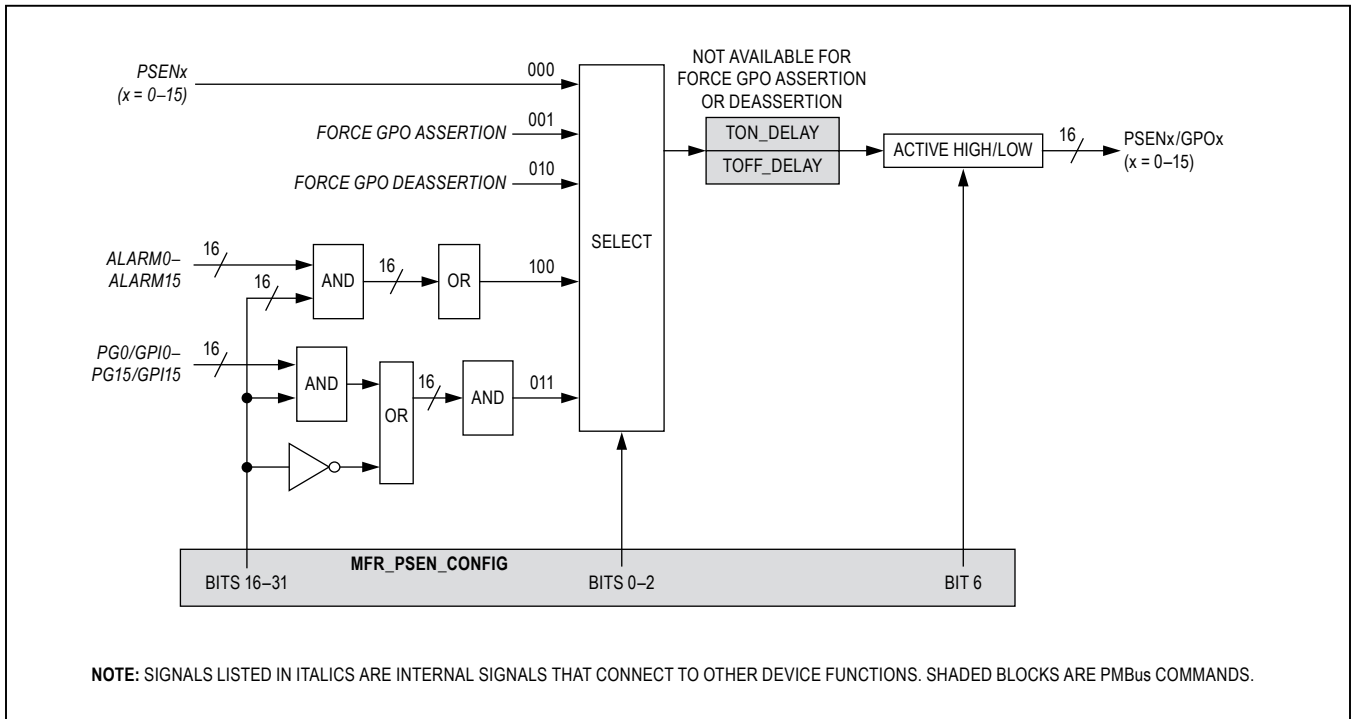 PSENx
(x = 0–15)
000
FORCE GPO ASSERTION
001
FORCE GPO DEASSERTION
010
ALARM0–
ALARM15
16
16
AND
16
OR
100
PG0/GPI0–
PG15/GPI15
16
AND
OR
16
AND
011
SELECT
NOT AVAILABLE FOR
FORCE GPO ASSERTION
OR DEASSERTION
TON_DELAY
TOFF_DELAY
ACTIVE HIGH/LOW
16
PSENx/GPOx
(x = 0–15)
MFR_PSEN_CONFIG
BITS 16–31
BITS 0–2
BIT 6
NOTE: SIGNALS LISTED IN ITALICS ARE INTERNAL SIGNALS THAT CONNECT TO OTHER DEVICE FUNCTIONS. SHADED BLOCKS ARE PMBus COMMANDS.